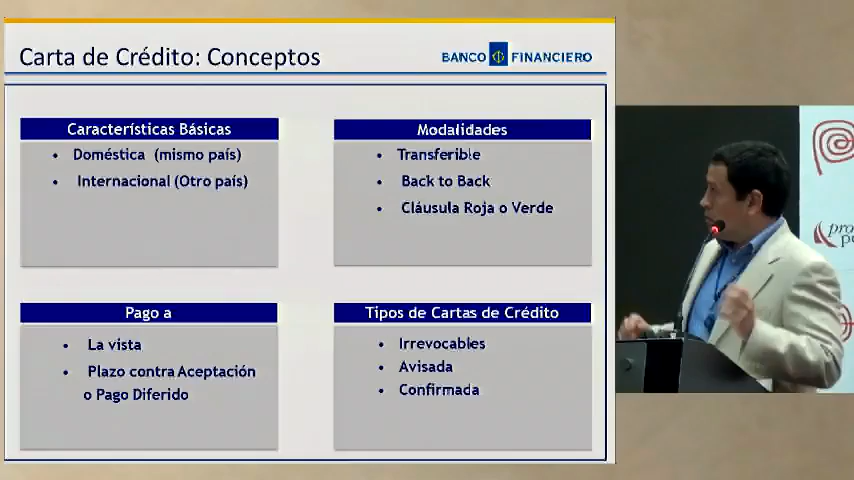 Carta de Crédito: Conceptos
BANCO FINANCIERO
Características Básicas
• Doméstica (mismo país)
• Internacional (Otro país)
Modalidades
• Transferible
• Back to Back
• Cláusula Roja o Verde
Pago a
• La vista
• Plazo contra Aceptación
o Pago Diferido
Tipos de Cartas de Crédito
• Irrevocables
• Avisada
• Confirmada